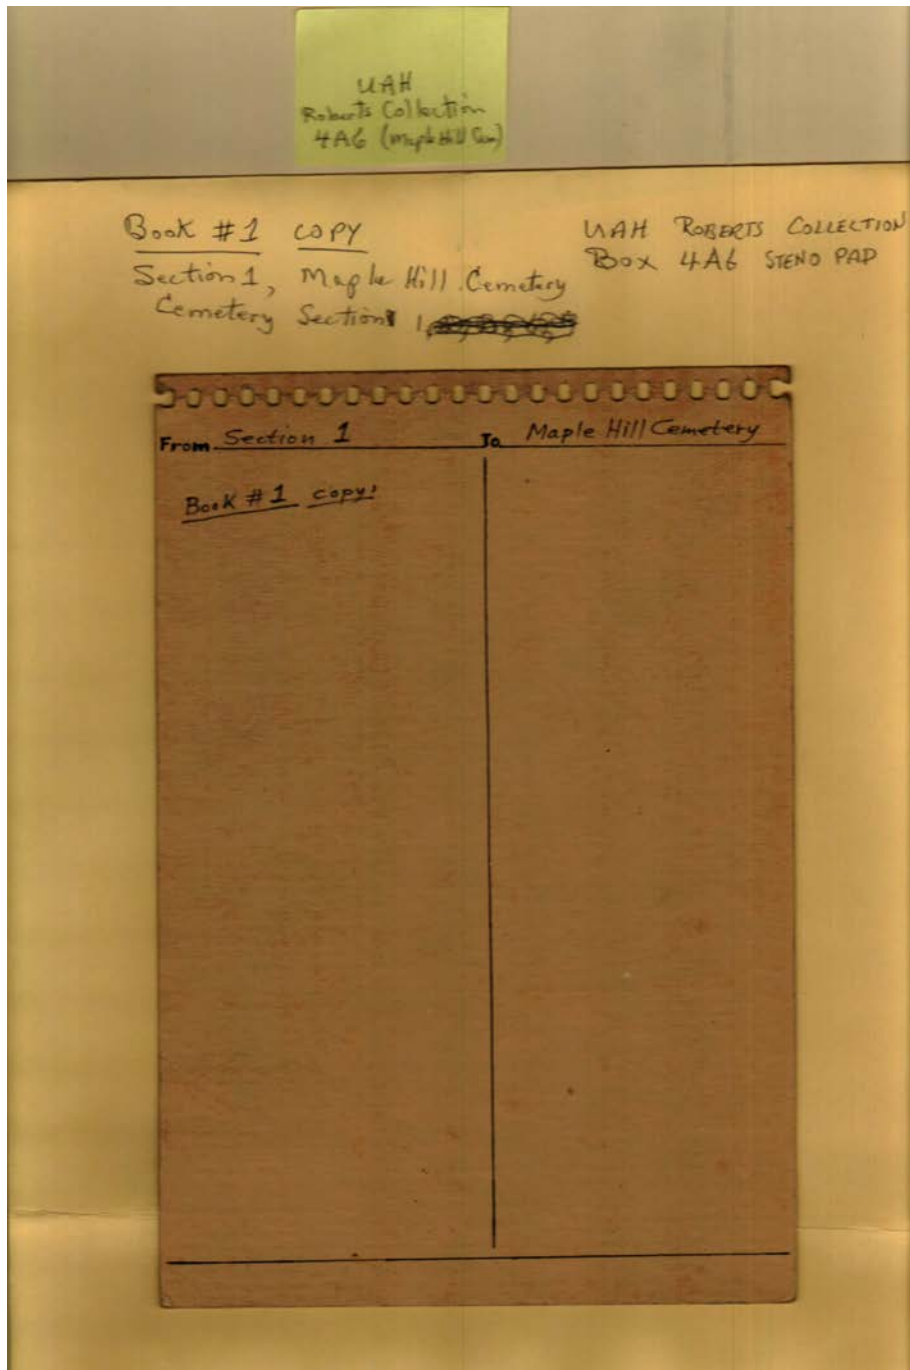 UAH
Roberts Collection
4A6 (Maple Hill Cem)
Book #1 COPY
Section 1, Maple Hill Cemetery
Cemetery Section 1
UAH ROBERTS COLLECTION
BOX 4A6 STENO PAD
From Section 1 To Maple Hill Cemetery
Book #1 copy: